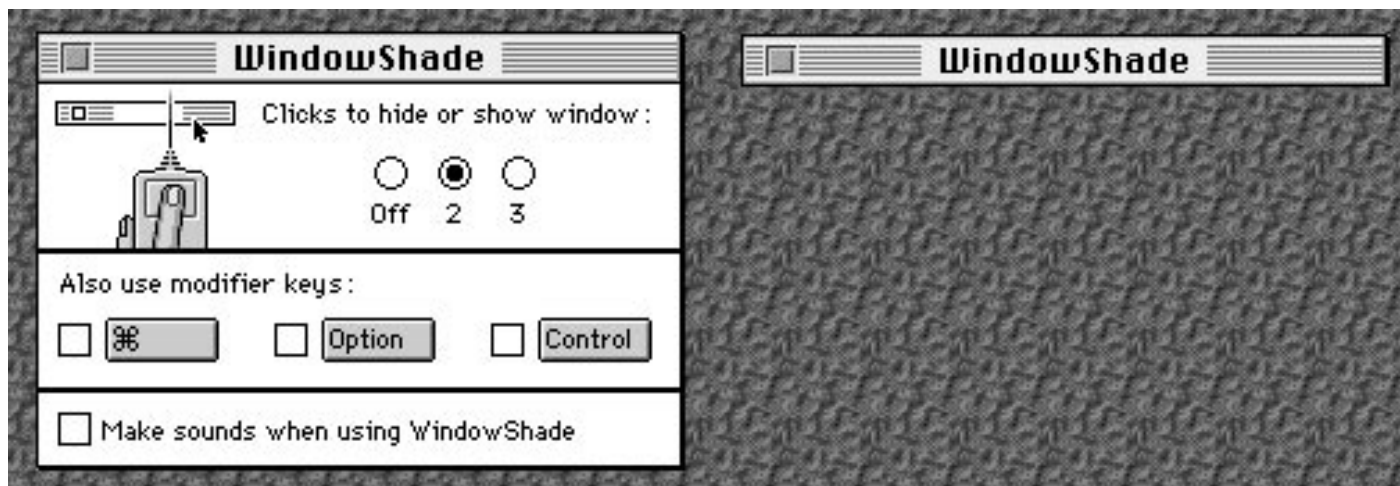 WindowShade
Clicks to hide or show window:
Off 2 3
Also use modifier keys:
⌘ Option Control
Make sounds when using WindowShade
WindowShade